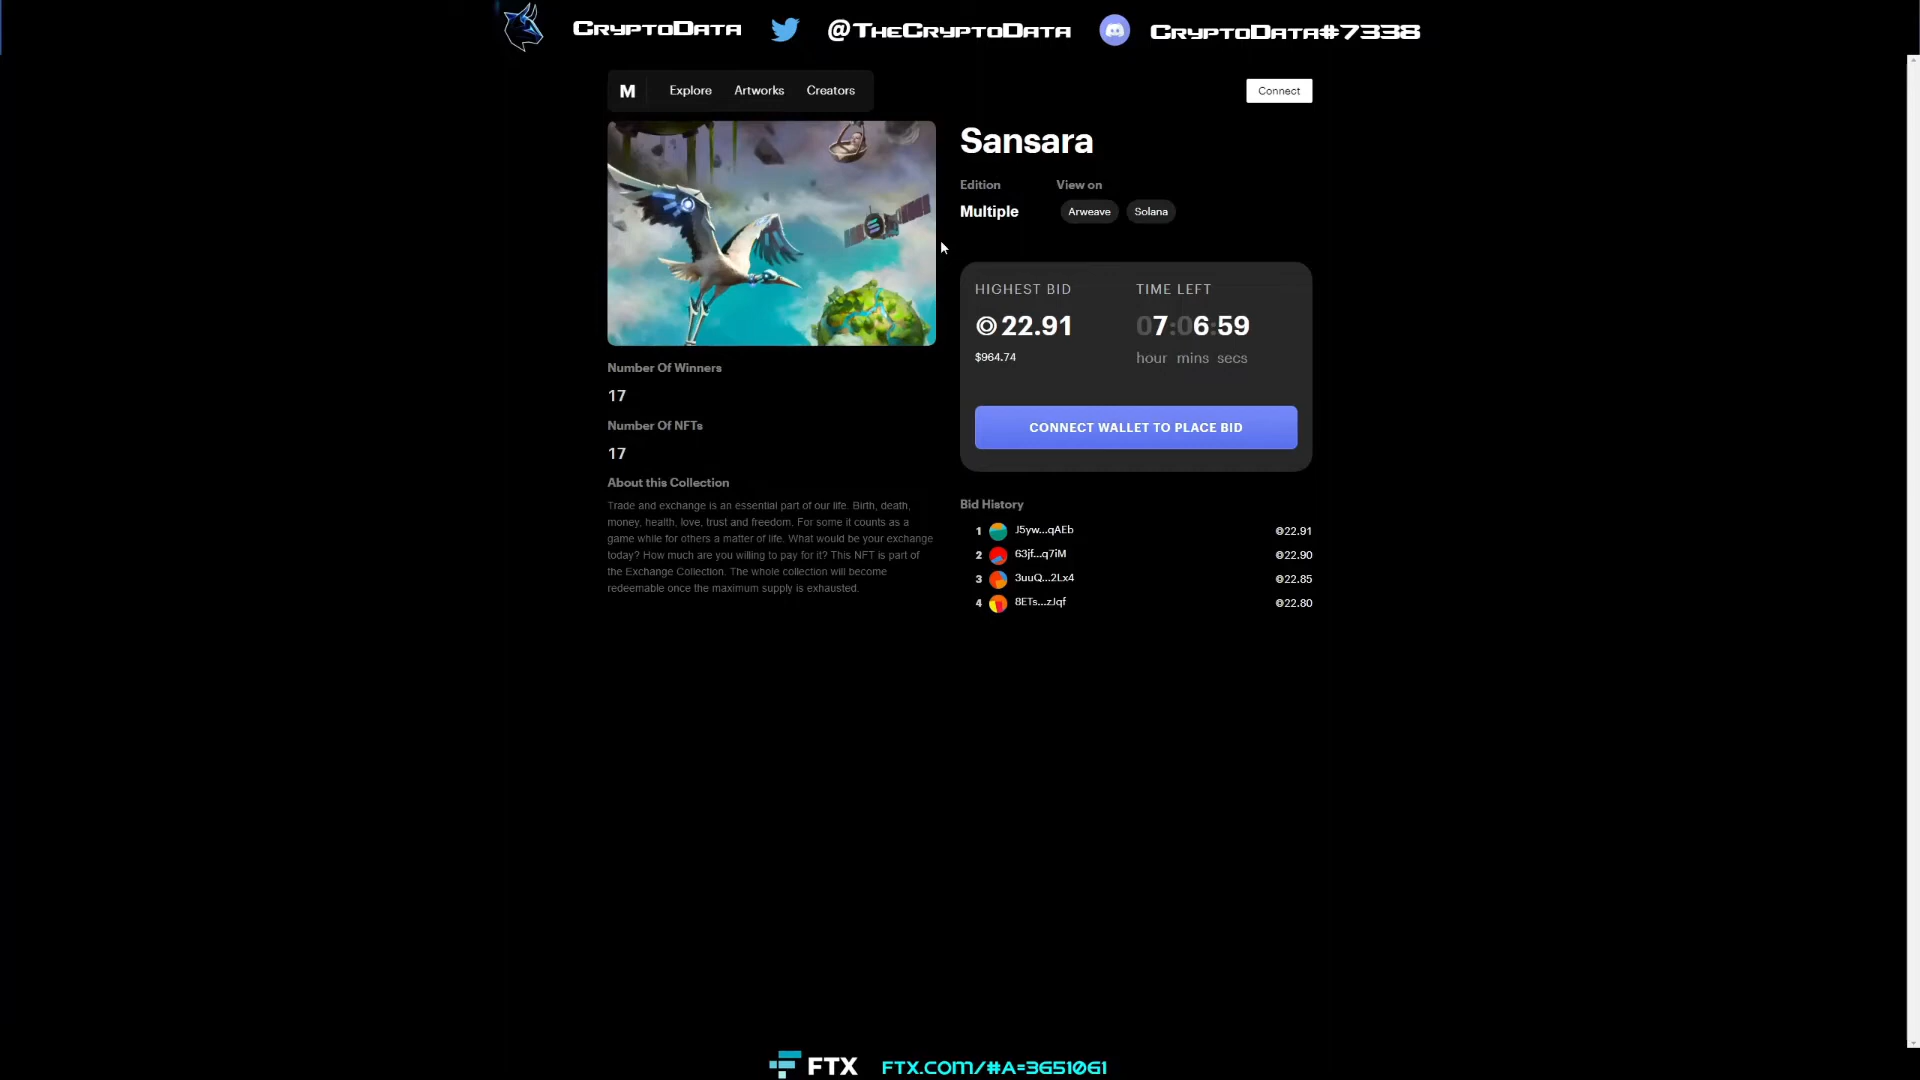 CryptoData @TheCryptoData CryptoData#7338
M Explore Artworks Creators Connect
Sansara
Edition View on
Multiple Arweave Solana
HIGHEST BID TIME LEFT
22.91 07:06:59
$964.74 hour mins secs
CONNECT WALLET TO PLACE BID
Number Of Winners
17
Number Of NFTs
17
About this Collection
Trade and exchange is an essential part of our life. Birth, death,
money, health, love, trust and freedom. For some it counts as a
game while for others a matter of life. What would be your exchange
today? How much are you willing to pay for it? This NFT is part of
the Exchange Collection. The whole collection will become
redeemable once the maximum supply is exhausted.
Bid History
1 J5yw...qAEb ◎22.91
2 63jf...q7iM ◎22.90
3 3uuQ...2Lx4 ◎22.85
4 8ETs...zJqf ◎22.80
FTX FTX.com/#a=3651061